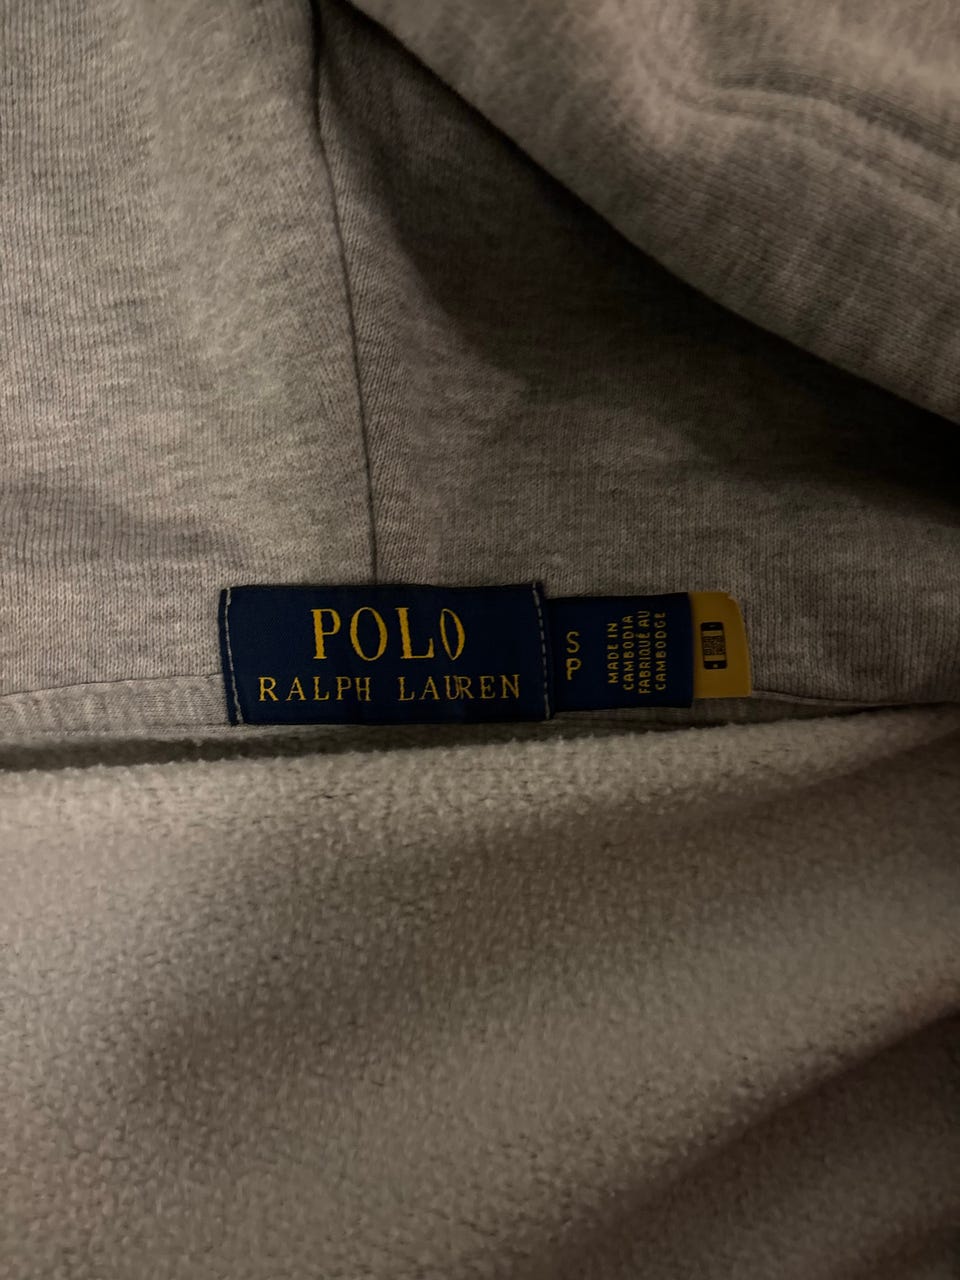 POLO
RALPH LAUREN
S
P
MADE IN
CAMBODIA
FABRIQUÉ AU
CAMBODGE